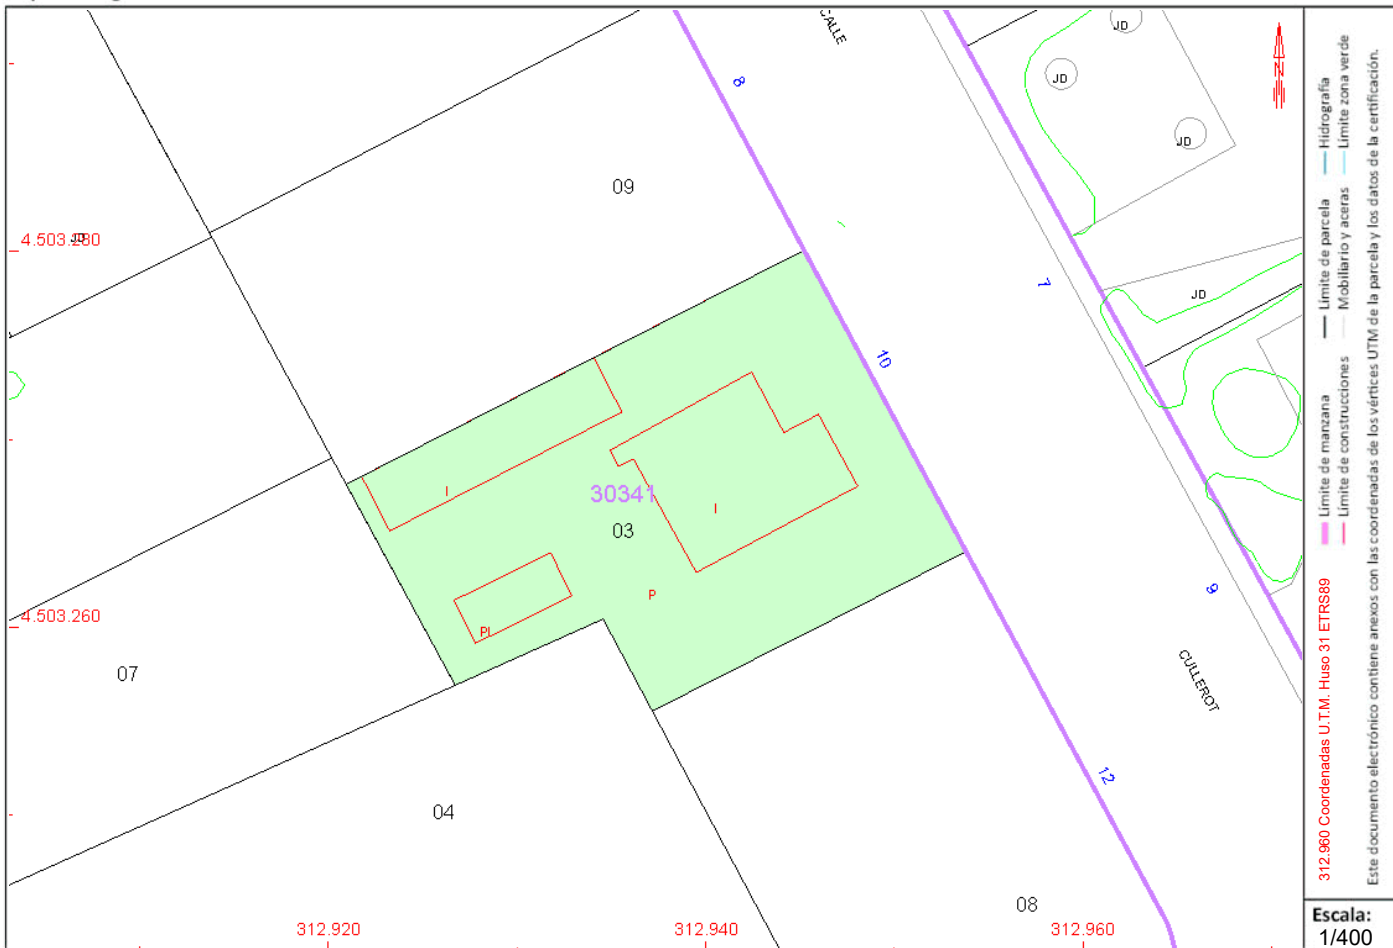 CALLE
JD
JD
JD
8
09
JD
4.503.280
7
JD
10
I
30341
I
03
P
PI
4.503.260
9
07
CULLEROT
12
04
08
312.920
312.940
312.960
N
312.960 Coordenadas U.T.M. Huso 31 ETRS89
Límite de manzana
Límite de parcela
Hidrografía
Límite de construcciones
Mobiliario y aceras
Límite zona verde
Este documento electrónico contiene anexos con las coordenadas de los vértices UTM de la parcela y los datos de la certificación.
Escala:
1/400